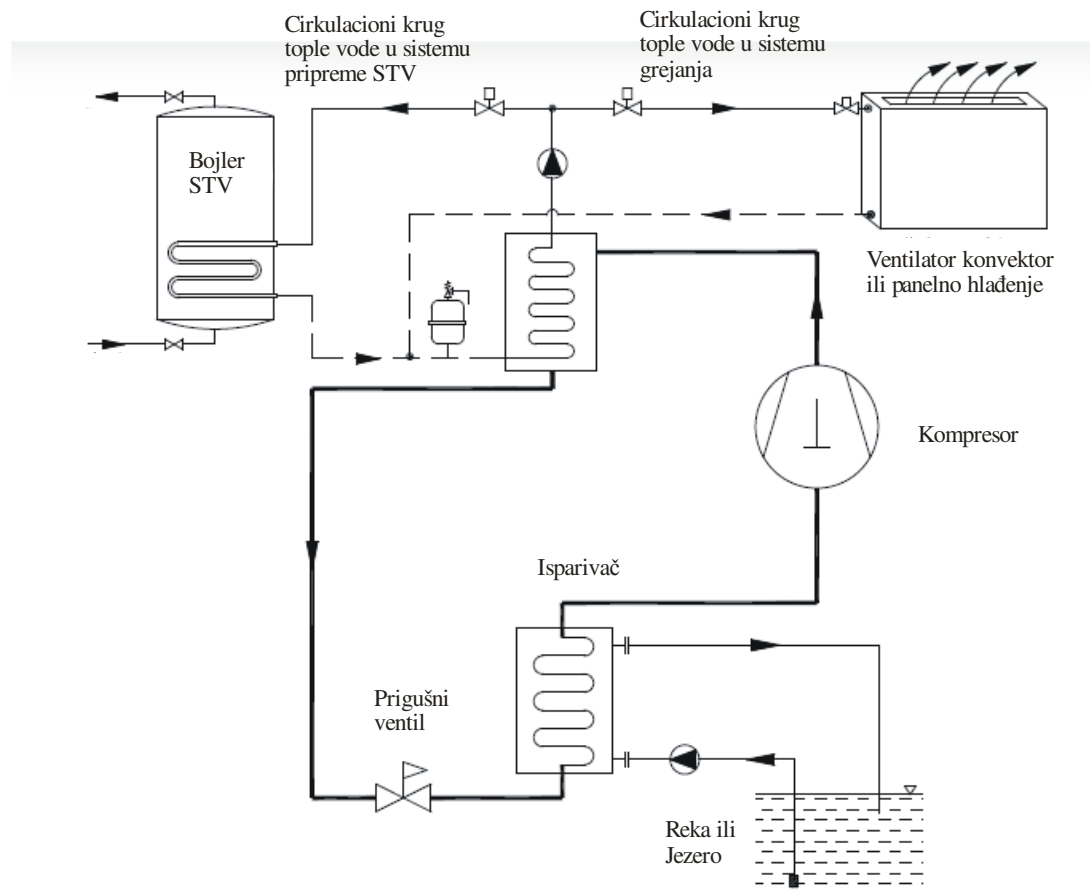 Cirkulacioni krug
tople vode u sistemu
pripreme STV
Cirkulacioni krug
tople vode u sistemu
grejanja
Bojler
STV
Ventilator konvektor
ili panelno hlađenje
Kompresor
Isparivač
Prigušni
ventil
Reka ili
Jezero